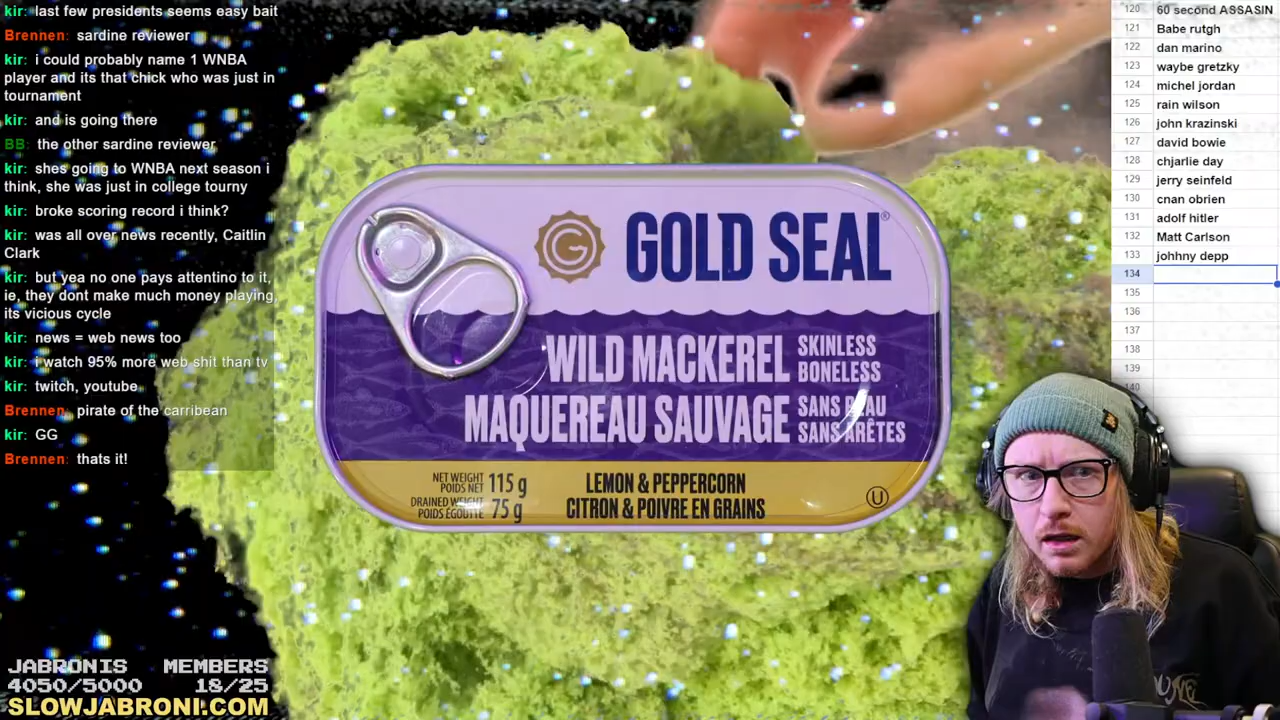 kir: last few presidents seems easy bait
Brennen: sardine reviewer
kir: i could probably name 1 WNBA
player and its that chick who was just in
tournament
kir: and is going there
BB: the other sardine reviewer
kir: shes going to WNBA next season i
think, she was just in college tourny
kir: broke scoring record i think?
kir: was all over news recently, Caitlin
Clark
kir: but yea no one pays attentino to it,
ie, they dont make much money playing,
its vicious cycle
kir: news = web news too
kir: i watch 95% more web shit than tv
kir: twitch, youtube
Brennen: pirate of the carribean
kir: GG
Brennen: thats it!
JABRONIS MEMBERS
4050/5000 18/25
SLOWJABRONI.COM
G GOLD SEAL®
WILD MACKEREL SKINLESS
BONELESS
MAQUEREAU SAUVAGE SANS PEAU
SANS ARÊTES
NET WEIGHT
POIDS NET 115 g
DRAINED WEIGHT
POIDS ÉGOUTTÉ 75 g
LEMON & PEPPERCORN
CITRON & POIVRE EN GRAINS
U
120 60 second ASSASIN
121 Babe rutgh
122 dan marino
123 waybe gretzky
124 michel jordan
125 rain wilson
126 john krazinski
127 david bowie
128 chjarlie day
129 jerry seinfeld
130 cnan obrien
131 adolf hitler
132 Matt Carlson
133 johhny depp
134
135
136
137
138
139
140